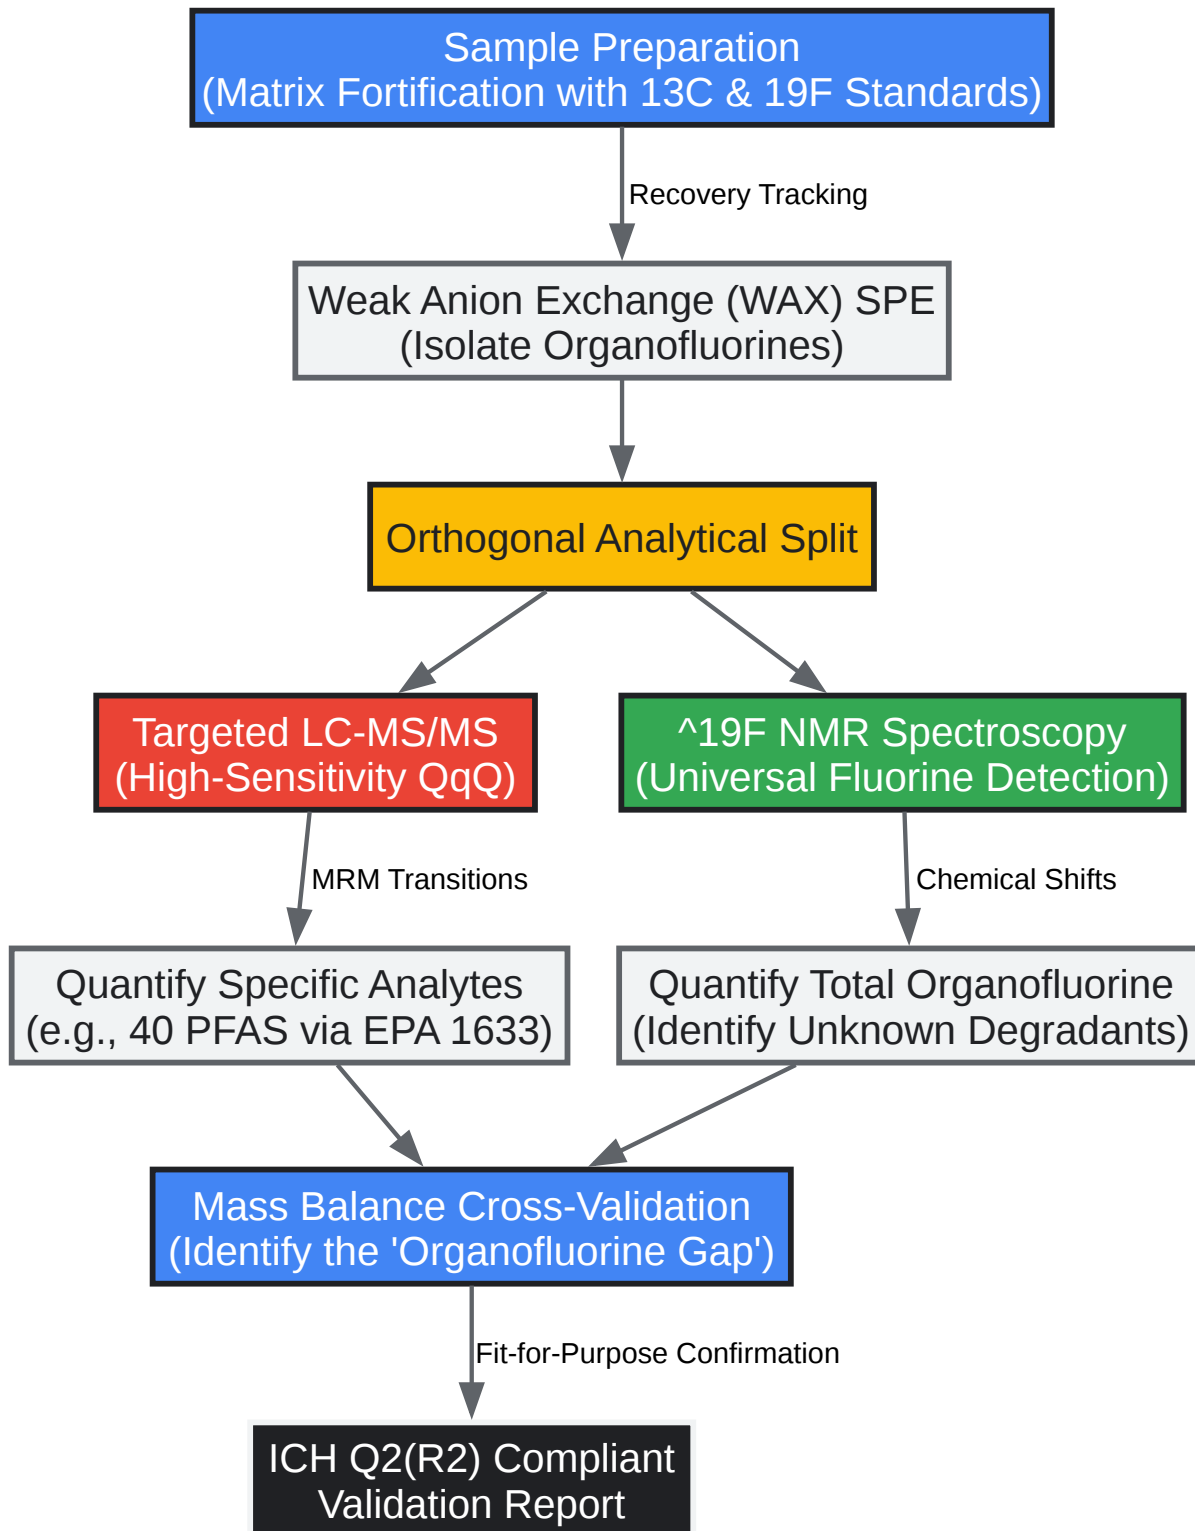 Sample Preparation
(Matrix Fortification with 13C & 19F Standards)
Recovery Tracking
Weak Anion Exchange (WAX) SPE
(Isolate Organofluorines)
Orthogonal Analytical Split
Targeted LC-MS/MS
(High-Sensitivity QqQ)
^19F NMR Spectroscopy
(Universal Fluorine Detection)
MRM Transitions
Chemical Shifts
Quantify Specific Analytes
(e.g., 40 PFAS via EPA 1633)
Quantify Total Organofluorine
(Identify Unknown Degradants)
Mass Balance Cross-Validation
(Identify the 'Organofluorine Gap')
Fit-for-Purpose Confirmation
ICH Q2(R2) Compliant
Validation Report